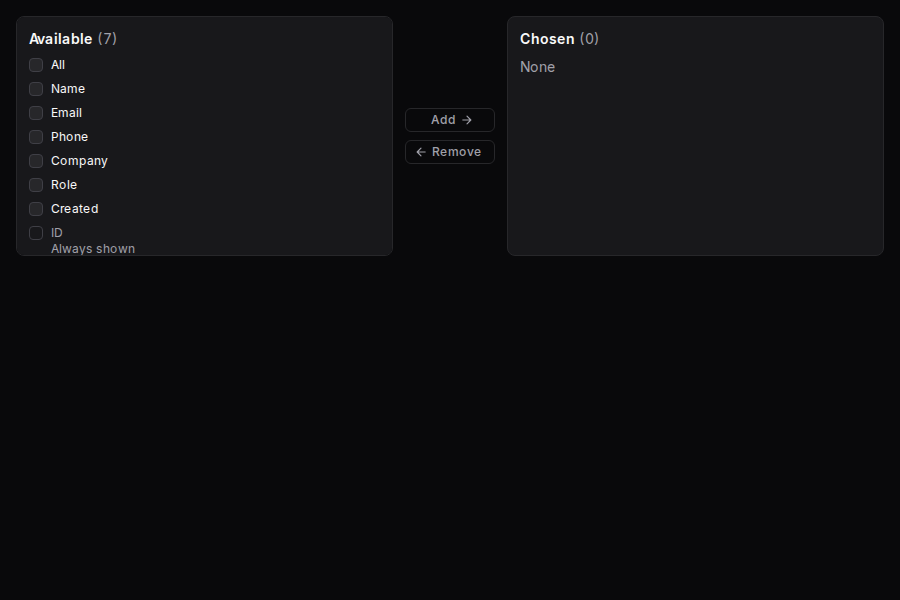 Available (7)
All
Name
Email
Phone
Company
Role
Created
ID
Always shown
Add →
← Remove
Chosen (0)
None